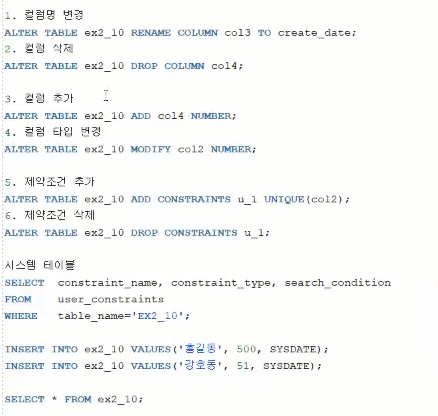 1. 컬럼명 변경
ALTER TABLE ex2_10 RENAME COLUMN col3 TO create_date;
2. 컬럼 삭제
ALTER TABLE ex2_10 DROP COLUMN col4;
3. 컬럼 추가
ALTER TABLE ex2_10 ADD col4 NUMBER;
4. 컬럼 타입 변경
ALTER TABLE ex2_10 MODIFY col2 NUMBER;
5. 제약조건 추가
ALTER TABLE ex2_10 ADD CONSTRAINTS u_1 UNIQUE(col2);
6. 제약조건 삭제
ALTER TABLE ex2_10 DROP CONSTRAINTS u_1;
시스템 테이블
SELECT constraint_name, constraint_type, search_condition
FROM user_constraints
WHERE table_name='EX2_10';
INSERT INTO ex2_10 VALUES('홍길동', 500, SYSDATE);
INSERT INTO ex2_10 VALUES('강호동', 51, SYSDATE);
SELECT * FROM ex2_10;